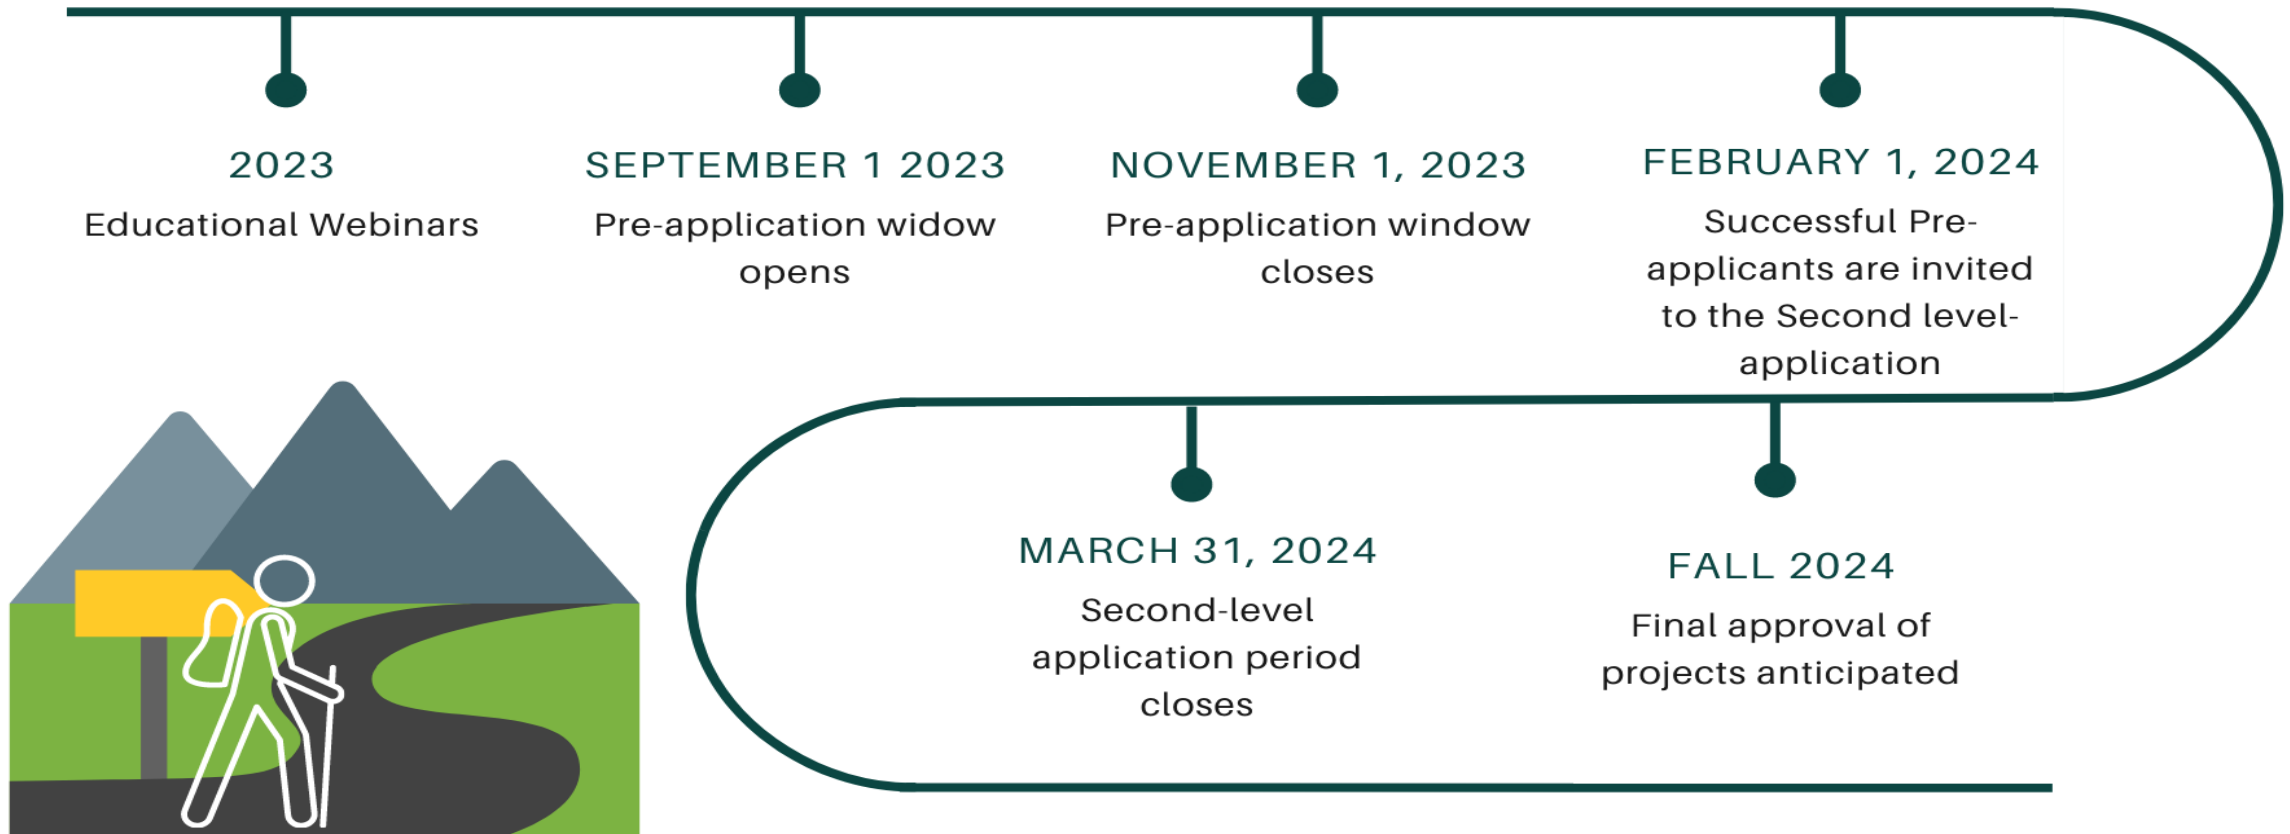 2023
Educational Webinars
SEPTEMBER 1 2023
Pre-application widow
opens
NOVEMBER 1, 2023
Pre-application window
closes
FEBRUARY 1, 2024
Successful Pre-
applicants are invited
to the Second level-
application
MARCH 31, 2024
Second-level
application period
closes
FALL 2024
Final approval of
projects anticipated